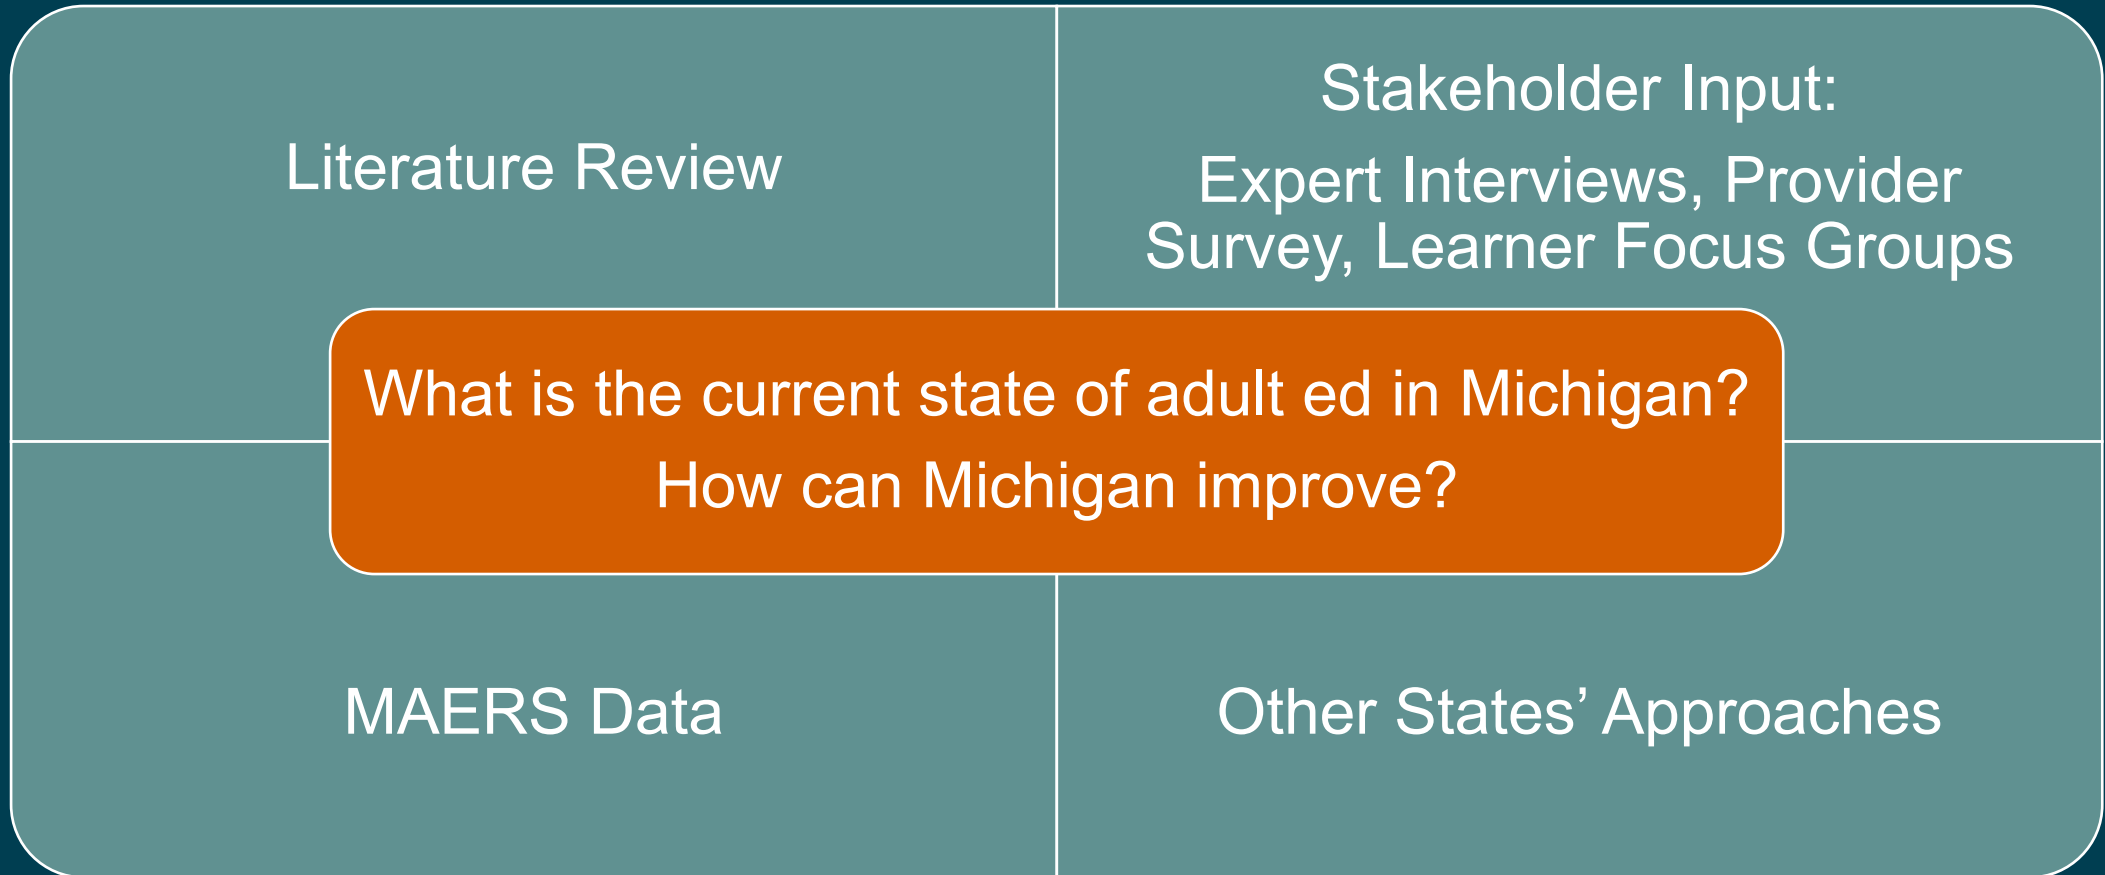 Literature Review
Stakeholder Input:
Expert Interviews, Provider
Survey, Learner Focus Groups
What is the current state of adult ed in Michigan?
How can Michigan improve?
MAERS Data
Other States’ Approaches